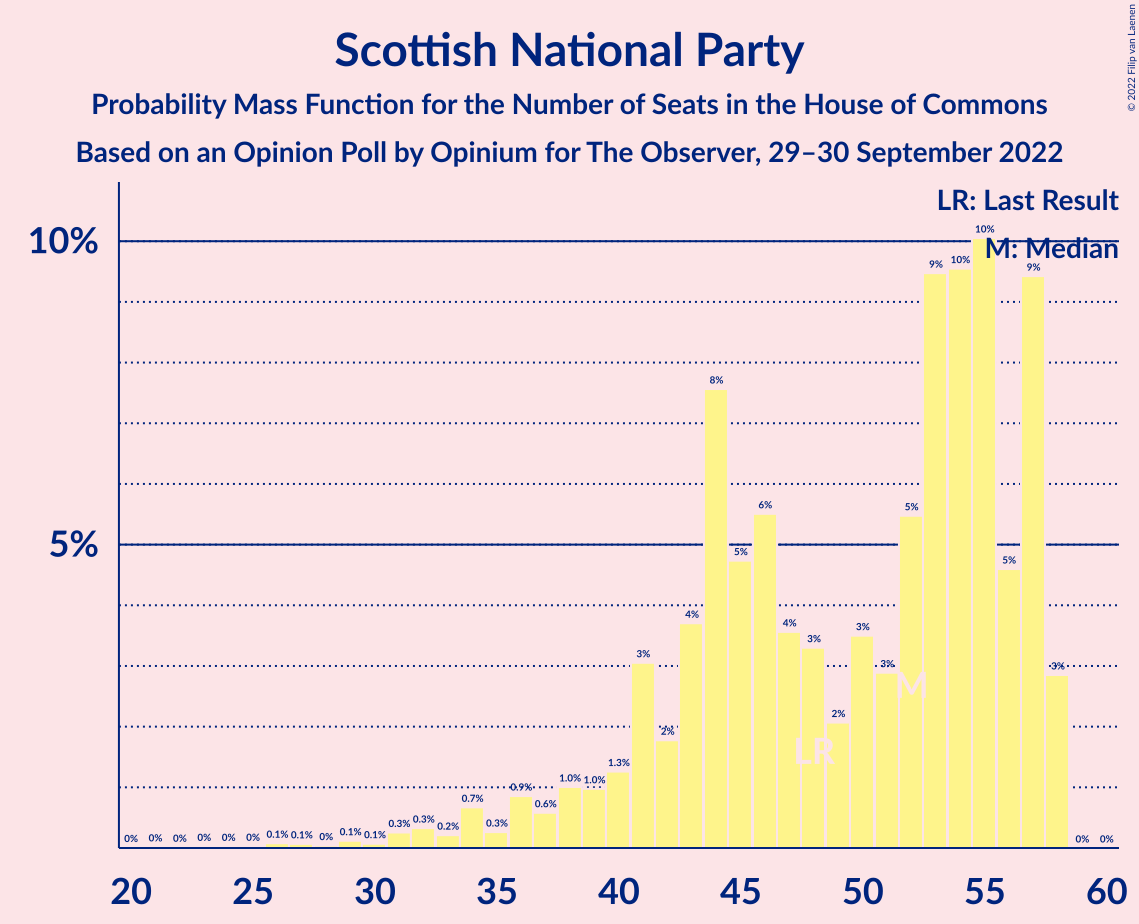 Scottish National Party
Probability Mass Function for the Number of Seats in the House of Commons
Based on an Opinion Poll by Opinium for The Observer, 29–30 September 2022
© 2022 Filip van Laenen
LR: Last Result
M: Median
10%
5%
0% 0% 0% 0% 0% 0% 0.1% 0.1% 0% 0.1% 0.1% 0.3% 0.3% 0.2% 0.7% 0.3% 0.9% 0.6% 1.0% 1.0% 1.3% 3% 2% 4% 8% 5% 6% 4% 3% 2% 3% 3% 5% 9% 10% 10% 5% 9% 3% 0% 0%
M
LR
20 25 30 35 40 45 50 55 60